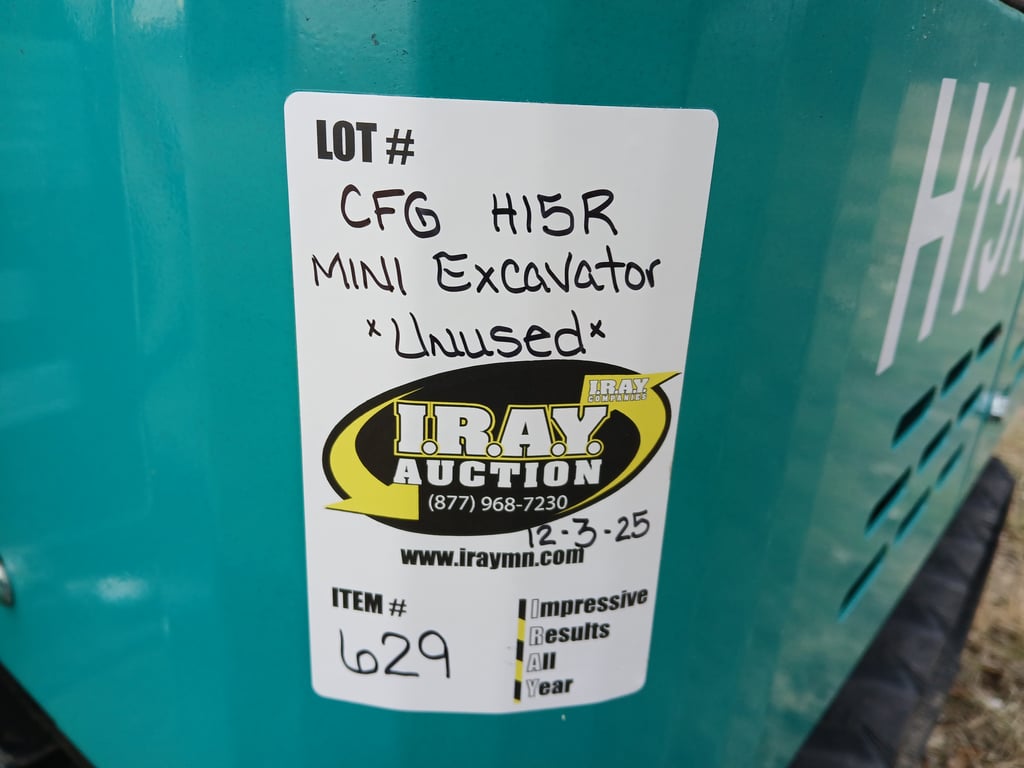 LOT #
CFG H15R
MINI Excavator
*Unused*
I.R.A.Y.
COMPANIES
I.R.A.Y.
AUCTION
(877) 968-7230
12-3-25
www.iraymn.com
ITEM #
629
Impressive
Results
All
Year
H15R